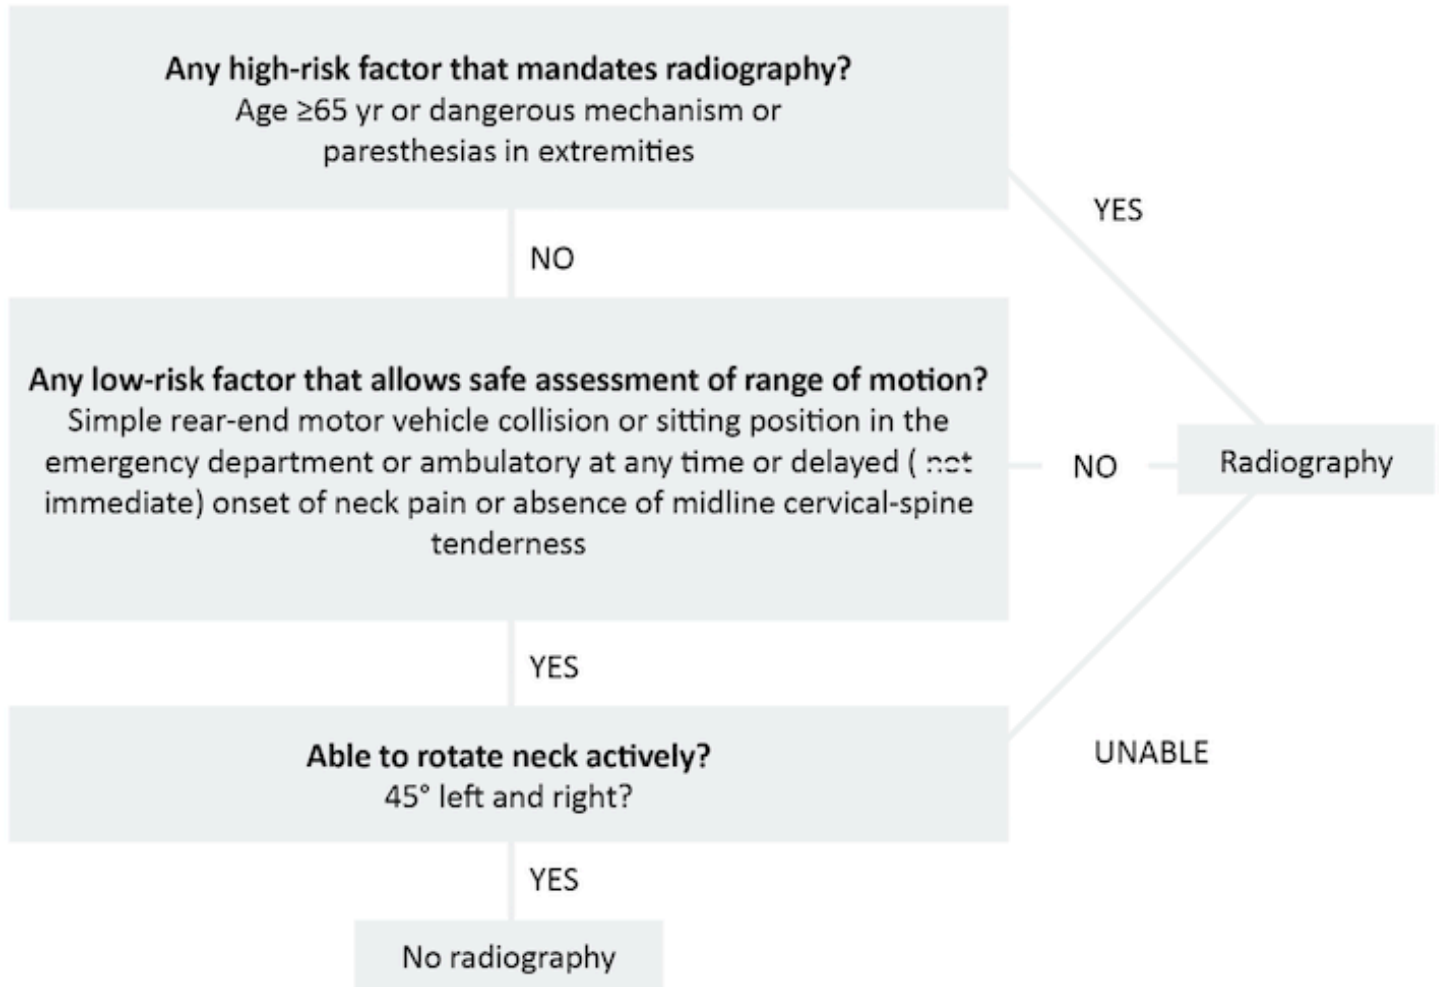 Any high-risk factor that mandates radiography?
Age ≥65 yr or dangerous mechanism or
paresthesias in extremities
YES
NO
Any low-risk factor that allows safe assessment of range of motion?
Simple rear-end motor vehicle collision or sitting position in the
emergency department or ambulatory at any time or delayed ( not
immediate) onset of neck pain or absence of midline cervical-spine
tenderness
NO
Radiography
YES
Able to rotate neck actively?
45° left and right?
UNABLE
YES
No radiography